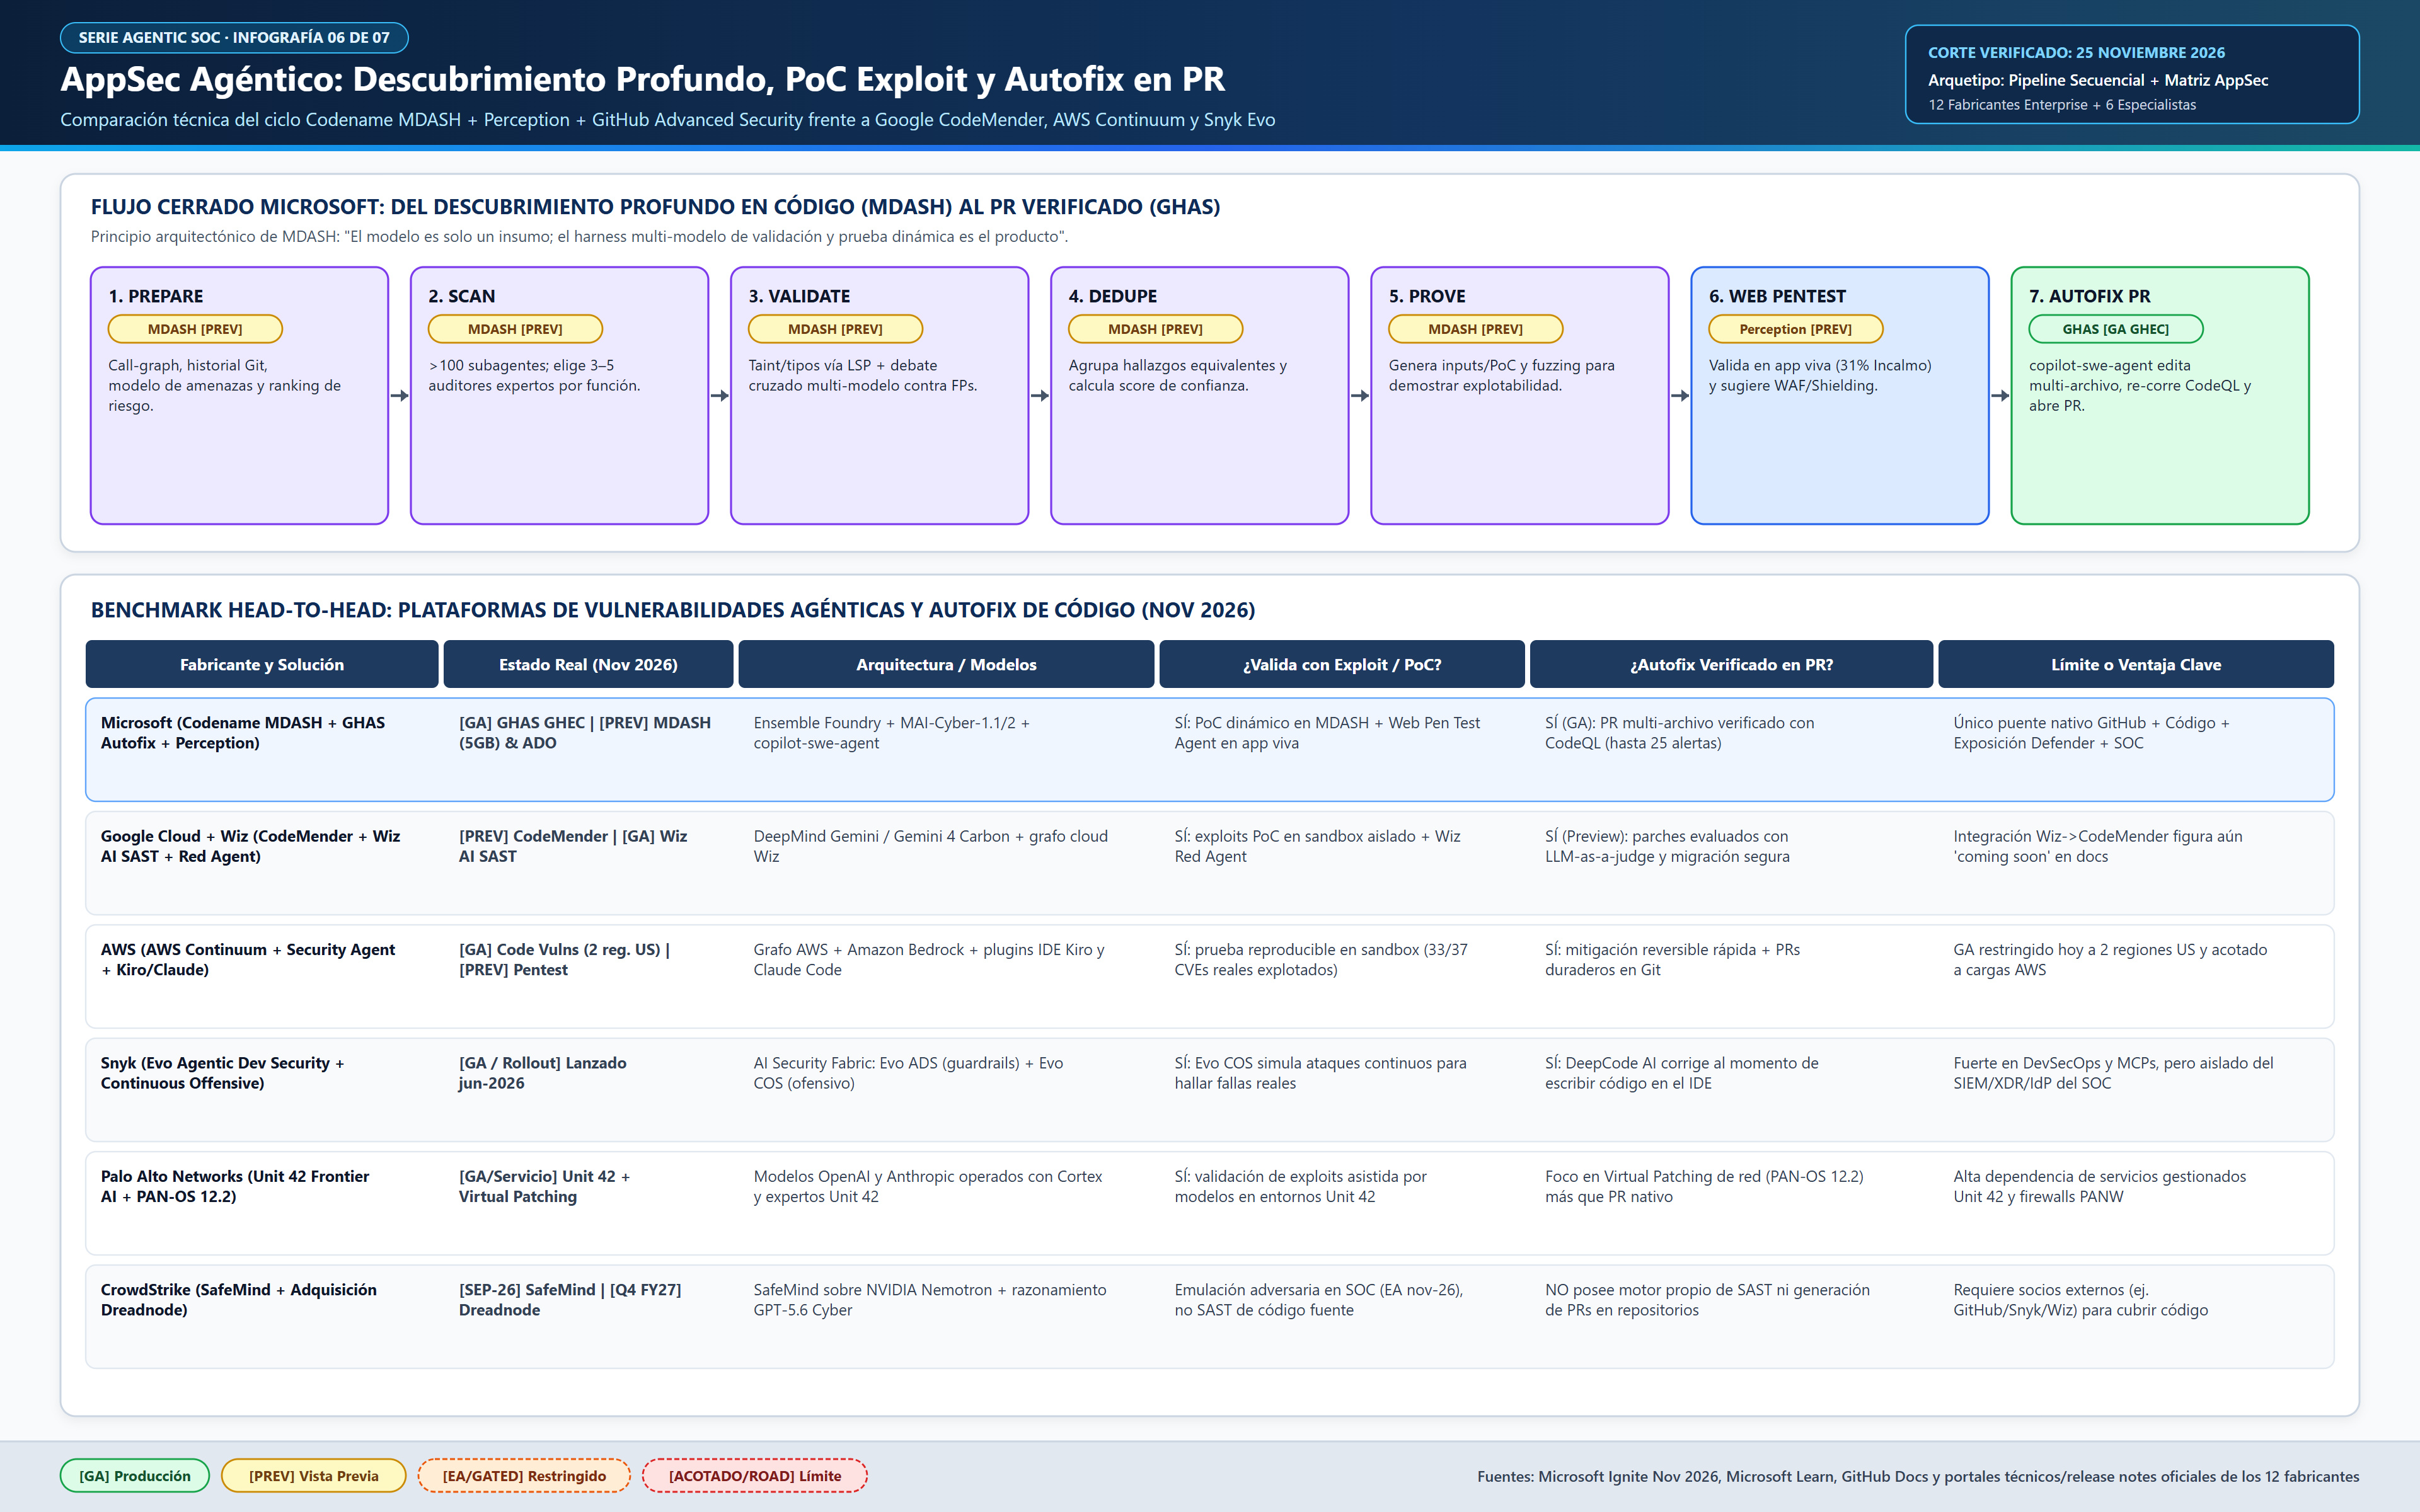 SERIE AGENTIC SOC · INFOGRAFÍA 06 DE 07
AppSec Agéntico: Descubrimiento Profundo, PoC Exploit y Autofix en PR
Comparación técnica del ciclo Codename MDASH + Perception + GitHub Advanced Security frente a Google CodeMender, AWS Continuum y Snyk Evo
CORTE VERIFICADO: 25 NOVIEMBRE 2026
Arquetipo: Pipeline Secuencial + Matriz AppSec
12 Fabricantes Enterprise + 6 Especialistas
FLUJO CERRADO MICROSOFT: DEL DESCUBRIMIENTO PROFUNDO EN CÓDIGO (MDASH) AL PR VERIFICADO (GHAS)
Principio arquitectónico de MDASH: "El modelo es solo un insumo; el harness multi-modelo de validación y prueba dinámica es el producto".
1. PREPARE
MDASH [PREV]
Call-graph, historial Git,
modelo de amenazas y ranking de
riesgo.
2. SCAN
MDASH [PREV]
>100 subagentes; elige 3–5
auditores expertos por función.
3. VALIDATE
MDASH [PREV]
Taint/tipos vía LSP + debate
cruzado multi-modelo contra FPs.
4. DEDUPE
MDASH [PREV]
Agrupa hallazgos equivalentes y
calcula score de confianza.
5. PROVE
MDASH [PREV]
Genera inputs/PoC y fuzzing para
demostrar explotabilidad.
6. WEB PENTEST
Perception [PREV]
Valida en app viva (31% Incalmo)
y sugiere WAF/Shielding.
7. AUTOFIX PR
GHAS [GA GHEC]
copilot-swe-agent edita
multi-archivo, re-corre CodeQL y
abre PR.
BENCHMARK HEAD-TO-HEAD: PLATAFORMAS DE VULNERABILIDADES AGÉNTICAS Y AUTOFIX DE CÓDIGO (NOV 2026)
Fabricante y Solución
Estado Real (Nov 2026)
Arquitectura / Modelos
¿Valida con Exploit / PoC?
¿Autofix Verificado en PR?
Límite o Ventaja Clave
Microsoft (Codename MDASH + GHAS
Autofix + Perception)
[GA] GHAS GHEC | [PREV] MDASH
(5GB) & ADO
Ensemble Foundry + MAI-Cyber-1.1/2 +
copilot-swe-agent
SÍ: PoC dinámico en MDASH + Web Pen Test
Agent en app viva
SÍ (GA): PR multi-archivo verificado con
CodeQL (hasta 25 alertas)
Único puente nativo GitHub + Código +
Exposición Defender + SOC
Google Cloud + Wiz (CodeMender + Wiz
AI SAST + Red Agent)
[PREV] CodeMender | [GA] Wiz
AI SAST
DeepMind Gemini / Gemini 4 Carbon + grafo cloud
Wiz
SÍ: exploits PoC en sandbox aislado + Wiz
Red Agent
SÍ (Preview): parches evaluados con
LLM-as-a-judge y migración segura
Integración Wiz->CodeMender figura aún
'coming soon' en docs
AWS (AWS Continuum + Security Agent
+ Kiro/Claude)
[GA] Code Vulns (2 reg. US) |
[PREV] Pentest
Grafo AWS + Amazon Bedrock + plugins IDE Kiro y
Claude Code
SÍ: prueba reproducible en sandbox (33/37
CVEs reales explotados)
SÍ: mitigación reversible rápida + PRs
duraderos en Git
GA restringido hoy a 2 regiones US y acotado
a cargas AWS
Snyk (Evo Agentic Dev Security +
Continuous Offensive)
[GA / Rollout] Lanzado
jun-2026
AI Security Fabric: Evo ADS (guardrails) + Evo
COS (ofensivo)
SÍ: Evo COS simula ataques continuos para
hallar fallas reales
SÍ: DeepCode AI corrige al momento de
escribir código en el IDE
Fuerte en DevSecOps y MCPs, pero aislado del
SIEM/XDR/IdP del SOC
Palo Alto Networks (Unit 42 Frontier
AI + PAN-OS 12.2)
[GA/Servicio] Unit 42 +
Virtual Patching
Modelos OpenAI y Anthropic operados con Cortex
y expertos Unit 42
SÍ: validación de exploits asistida por
modelos en entornos Unit 42
Foco en Virtual Patching de red (PAN-OS 12.2)
más que PR nativo
Alta dependencia de servicios gestionados
Unit 42 y firewalls PANW
CrowdStrike (SafeMind + Adquisición
Dreadnode)
[SEP-26] SafeMind | [Q4 FY27]
Dreadnode
SafeMind sobre NVIDIA Nemotron + razonamiento
GPT-5.6 Cyber
Emulación adversaria en SOC (EA nov-26),
no SAST de código fuente
NO posee motor propio de SAST ni generación
de PRs en repositorios
Requiere socios externos (ej.
GitHub/Snyk/Wiz) para cubrir código
[GA] Producción
[PREV] Vista Previa
[EA/GATED] Restringido
[ACOTADO/ROAD] Límite
Fuentes: Microsoft Ignite Nov 2026, Microsoft Learn, GitHub Docs y portales técnicos/release notes oficiales de los 12 fabricantes